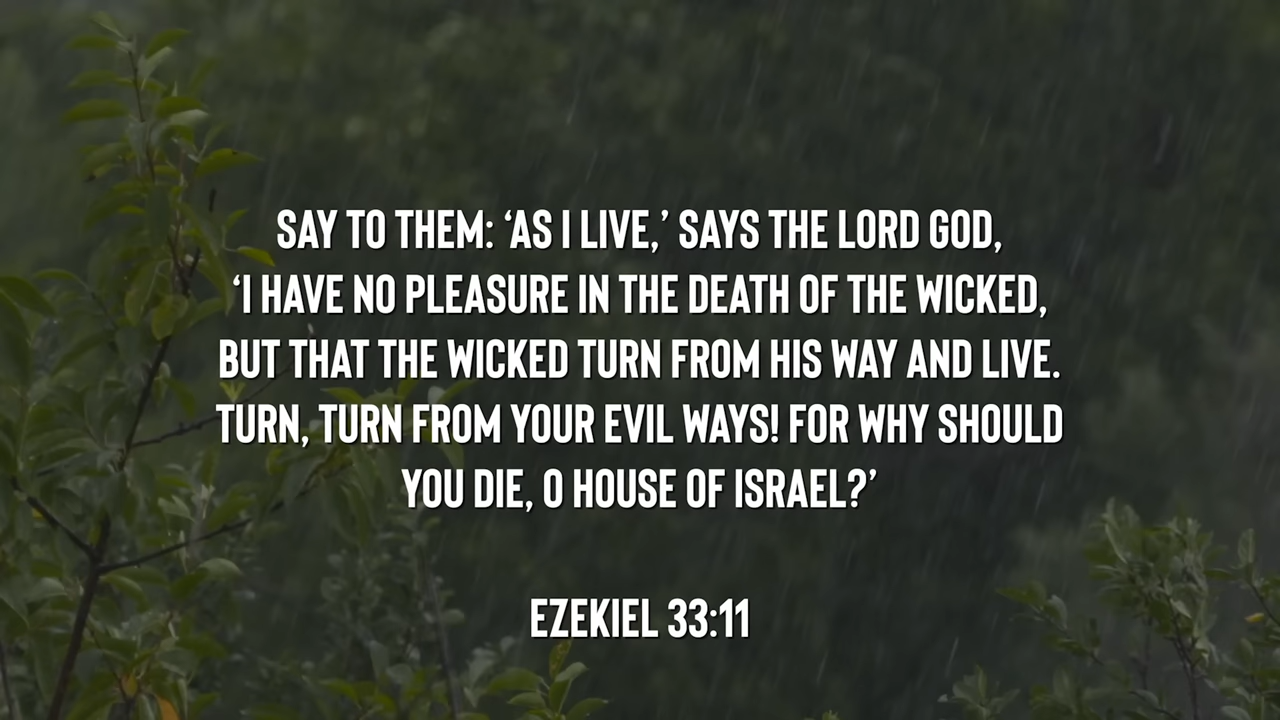 SAY TO THEM: ‘AS I LIVE,’ SAYS THE LORD GOD,
‘I HAVE NO PLEASURE IN THE DEATH OF THE WICKED,
BUT THAT THE WICKED TURN FROM HIS WAY AND LIVE.
TURN, TURN FROM YOUR EVIL WAYS! FOR WHY SHOULD
YOU DIE, O HOUSE OF ISRAEL?’
EZEKIEL 33:11